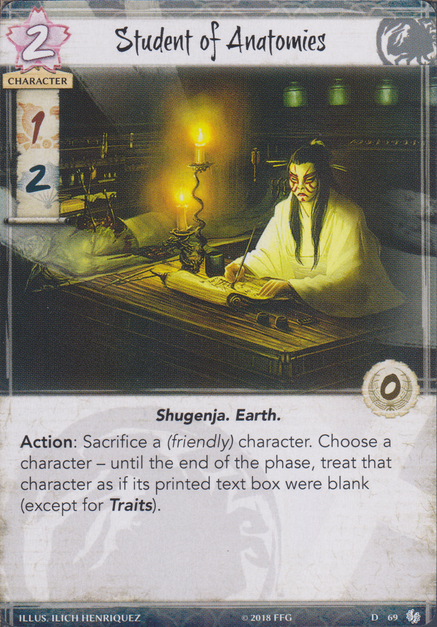 2
Student of Anatomies
CHARACTER
1
2
0
Shugenja. Earth.
Action: Sacrifice a (friendly) character. Choose a
character – until the end of the phase, treat that
character as if its printed text box were blank
(except for Traits).
ILLUS. ILICH HENRIQUEZ © 2018 FFG D 69